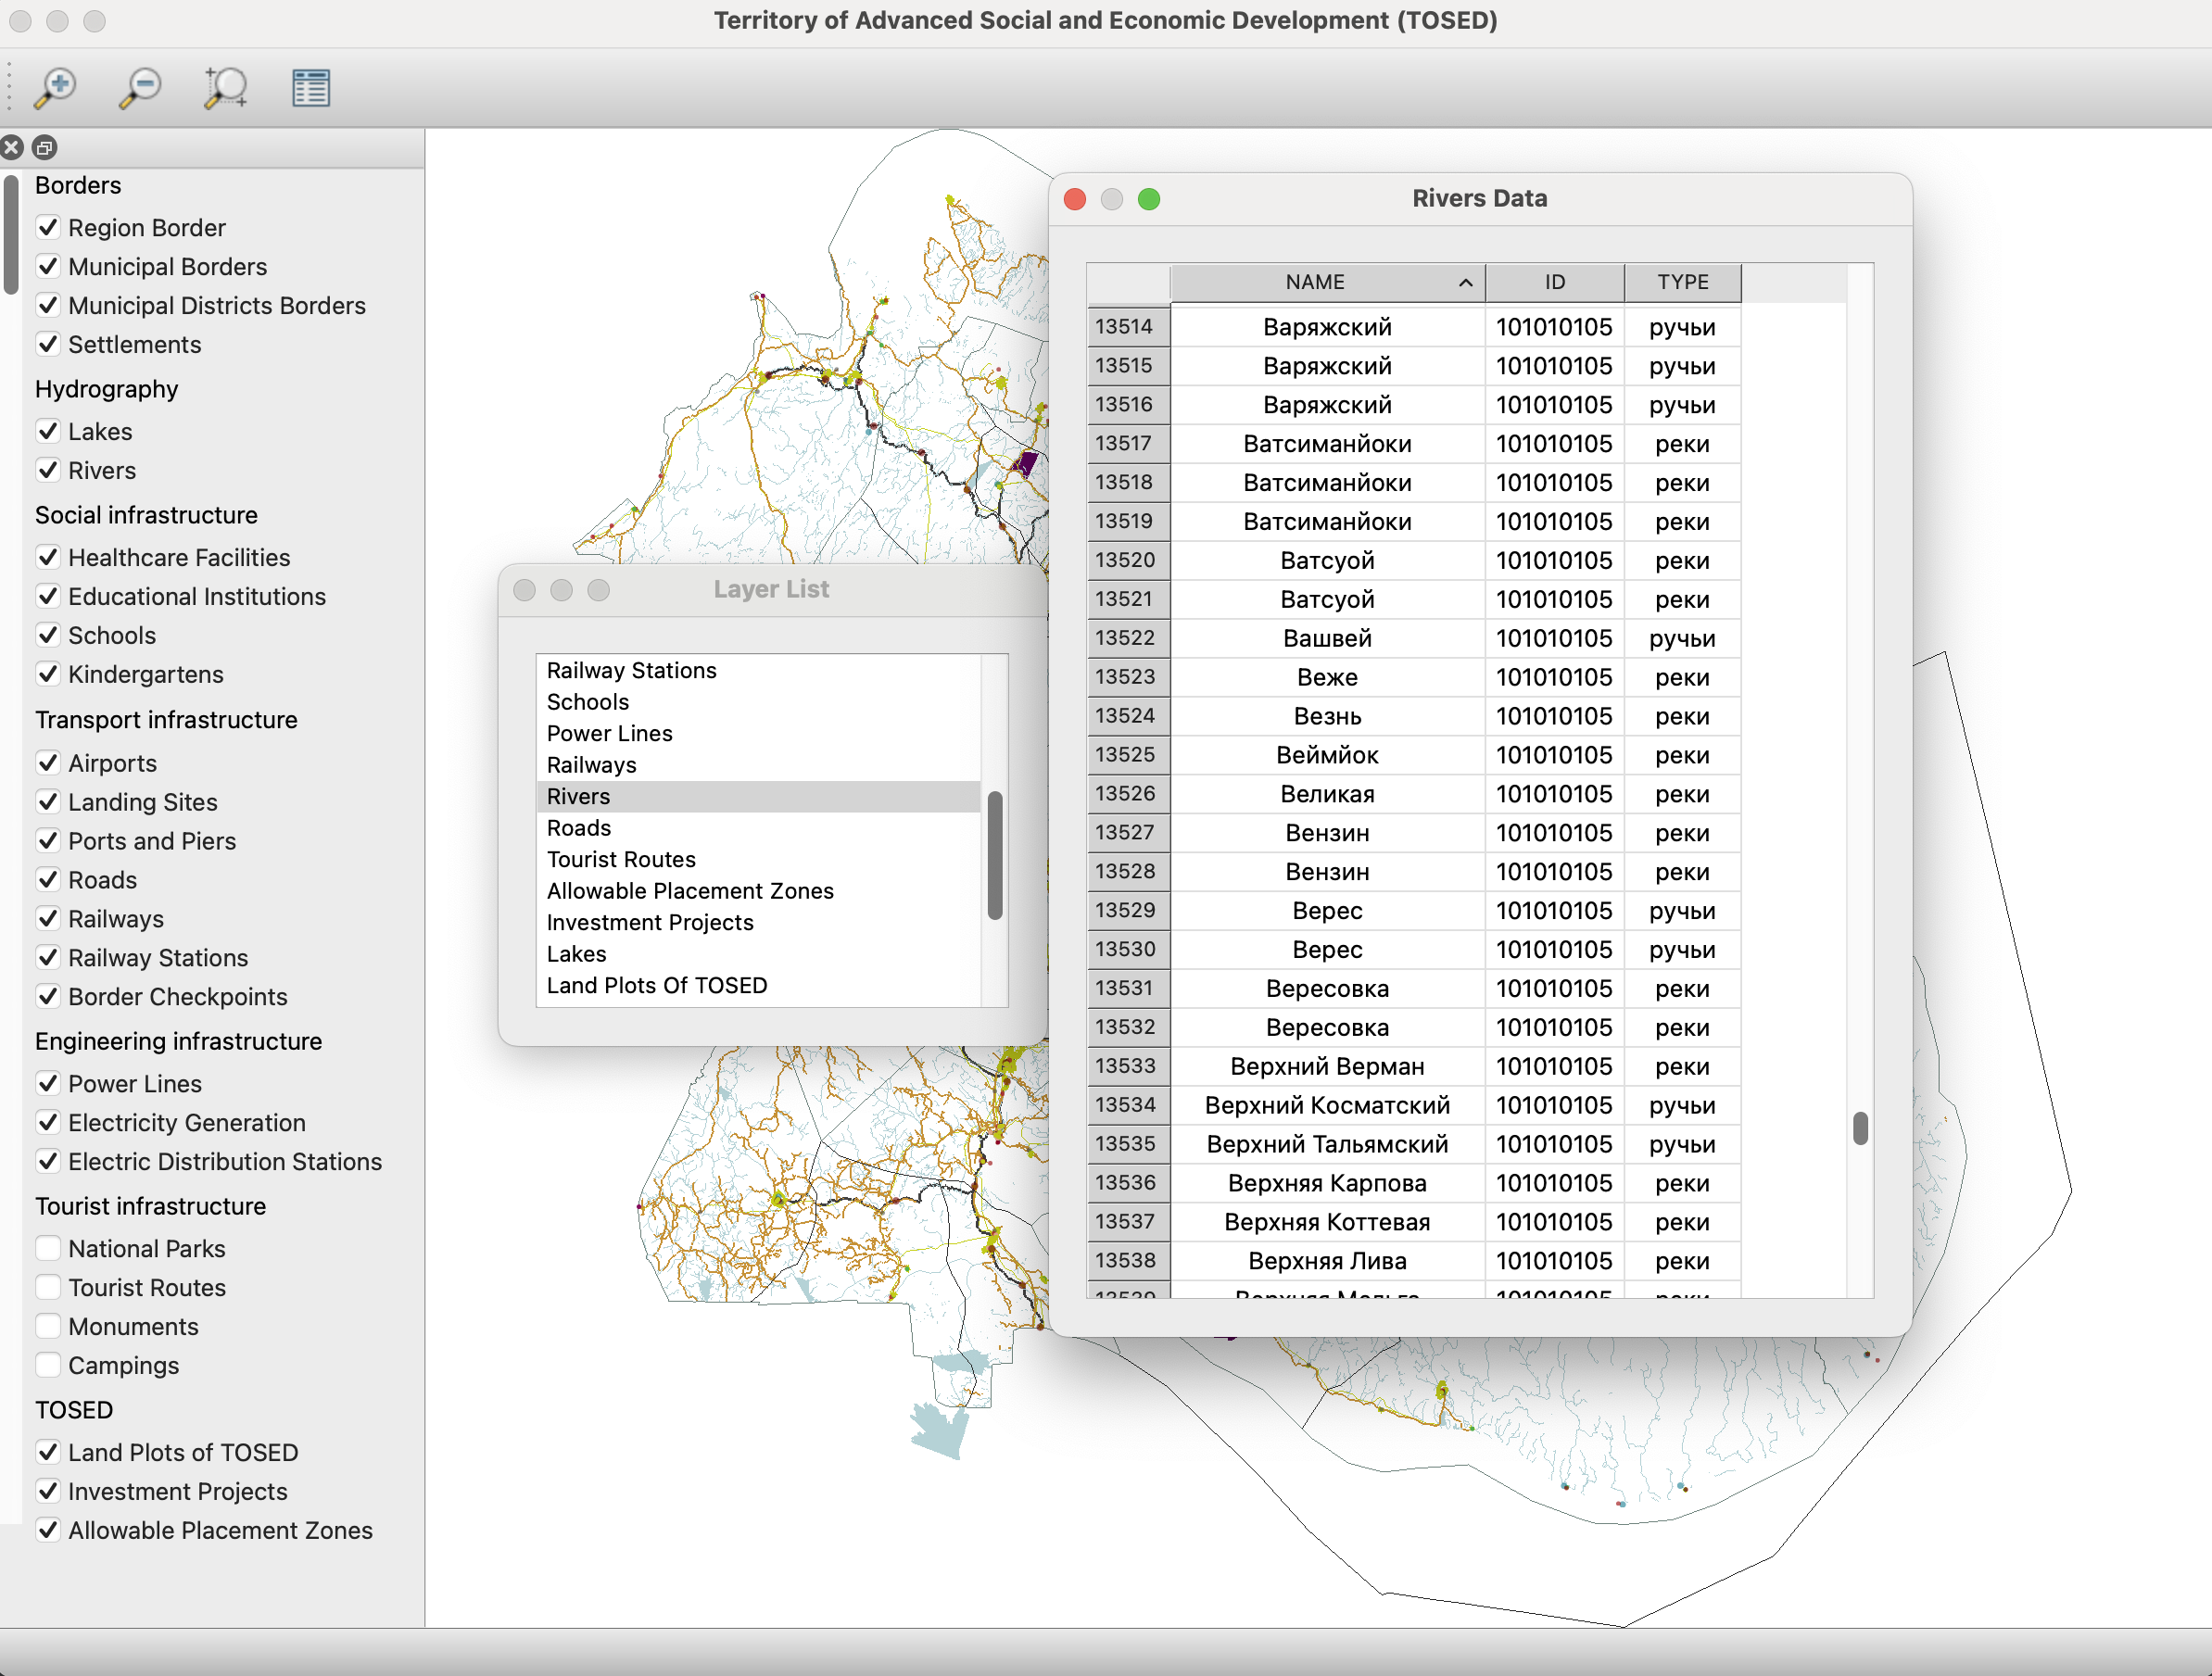 Territory of Advanced Social and Economic Development (TOSED)
Borders
Region Border
Municipal Borders
Municipal Districts Borders
Settlements
Hydrography
Lakes
Rivers
Social infrastructure
Healthcare Facilities
Educational Institutions
Schools
Kindergartens
Transport infrastructure
Airports
Landing Sites
Ports and Piers
Roads
Railways
Railway Stations
Border Checkpoints
Engineering infrastructure
Power Lines
Electricity Generation
Electric Distribution Stations
Tourist infrastructure
National Parks
Tourist Routes
Monuments
Campings
TOSED
Land Plots of TOSED
Investment Projects
Allowable Placement Zones
Layer List
Railway Stations
Schools
Power Lines
Railways
Rivers
Roads
Tourist Routes
Allowable Placement Zones
Investment Projects
Lakes
Land Plots Of TOSED
Rivers Data
NAME ID TYPE
13514 Варяжский 101010105 ручьи
13515 Варяжский 101010105 ручьи
13516 Варяжский 101010105 ручьи
13517 Ватсиманйоки 101010105 реки
13518 Ватсиманйоки 101010105 реки
13519 Ватсиманйоки 101010105 реки
13520 Ватсуой 101010105 реки
13521 Ватсуой 101010105 реки
13522 Вашвей 101010105 ручьи
13523 Веже 101010105 реки
13524 Везнь 101010105 реки
13525 Веймйок 101010105 реки
13526 Великая 101010105 реки
13527 Вензин 101010105 реки
13528 Вензин 101010105 реки
13529 Верес 101010105 ручьи
13530 Верес 101010105 ручьи
13531 Вересовка 101010105 реки
13532 Вересовка 101010105 реки
13533 Верхний Верман 101010105 реки
13534 Верхний Косматский 101010105 ручьи
13535 Верхний Тальямский 101010105 ручьи
13536 Верхняя Карпова 101010105 реки
13537 Верхняя Коттевая 101010105 реки
13538 Верхняя Лива 101010105 реки